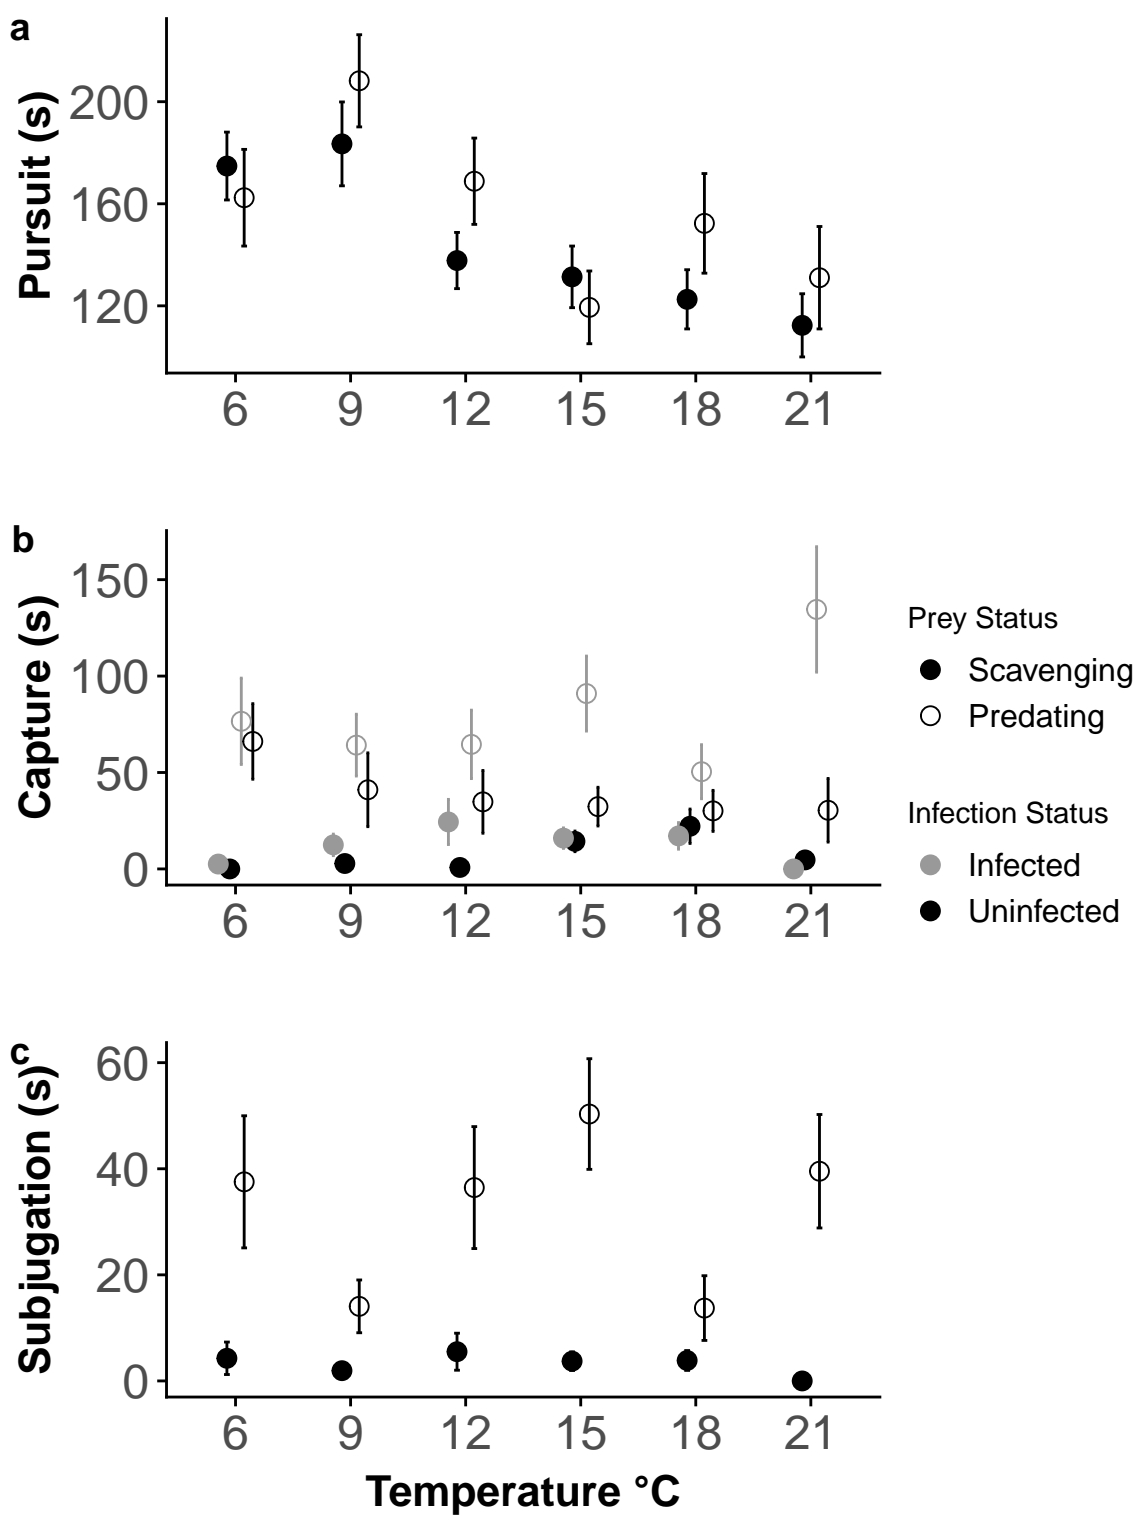 a
Pursuit (s)
200
160
120
6 9 12 15 18 21
b
Capture (s)
150
100
50
0
6 9 12 15 18 21
Prey Status
Scavenging
Predating
Infection Status
Infected
Uninfected
c
Subjugation (s)
60
40
20
0
6 9 12 15 18 21
Temperature °C